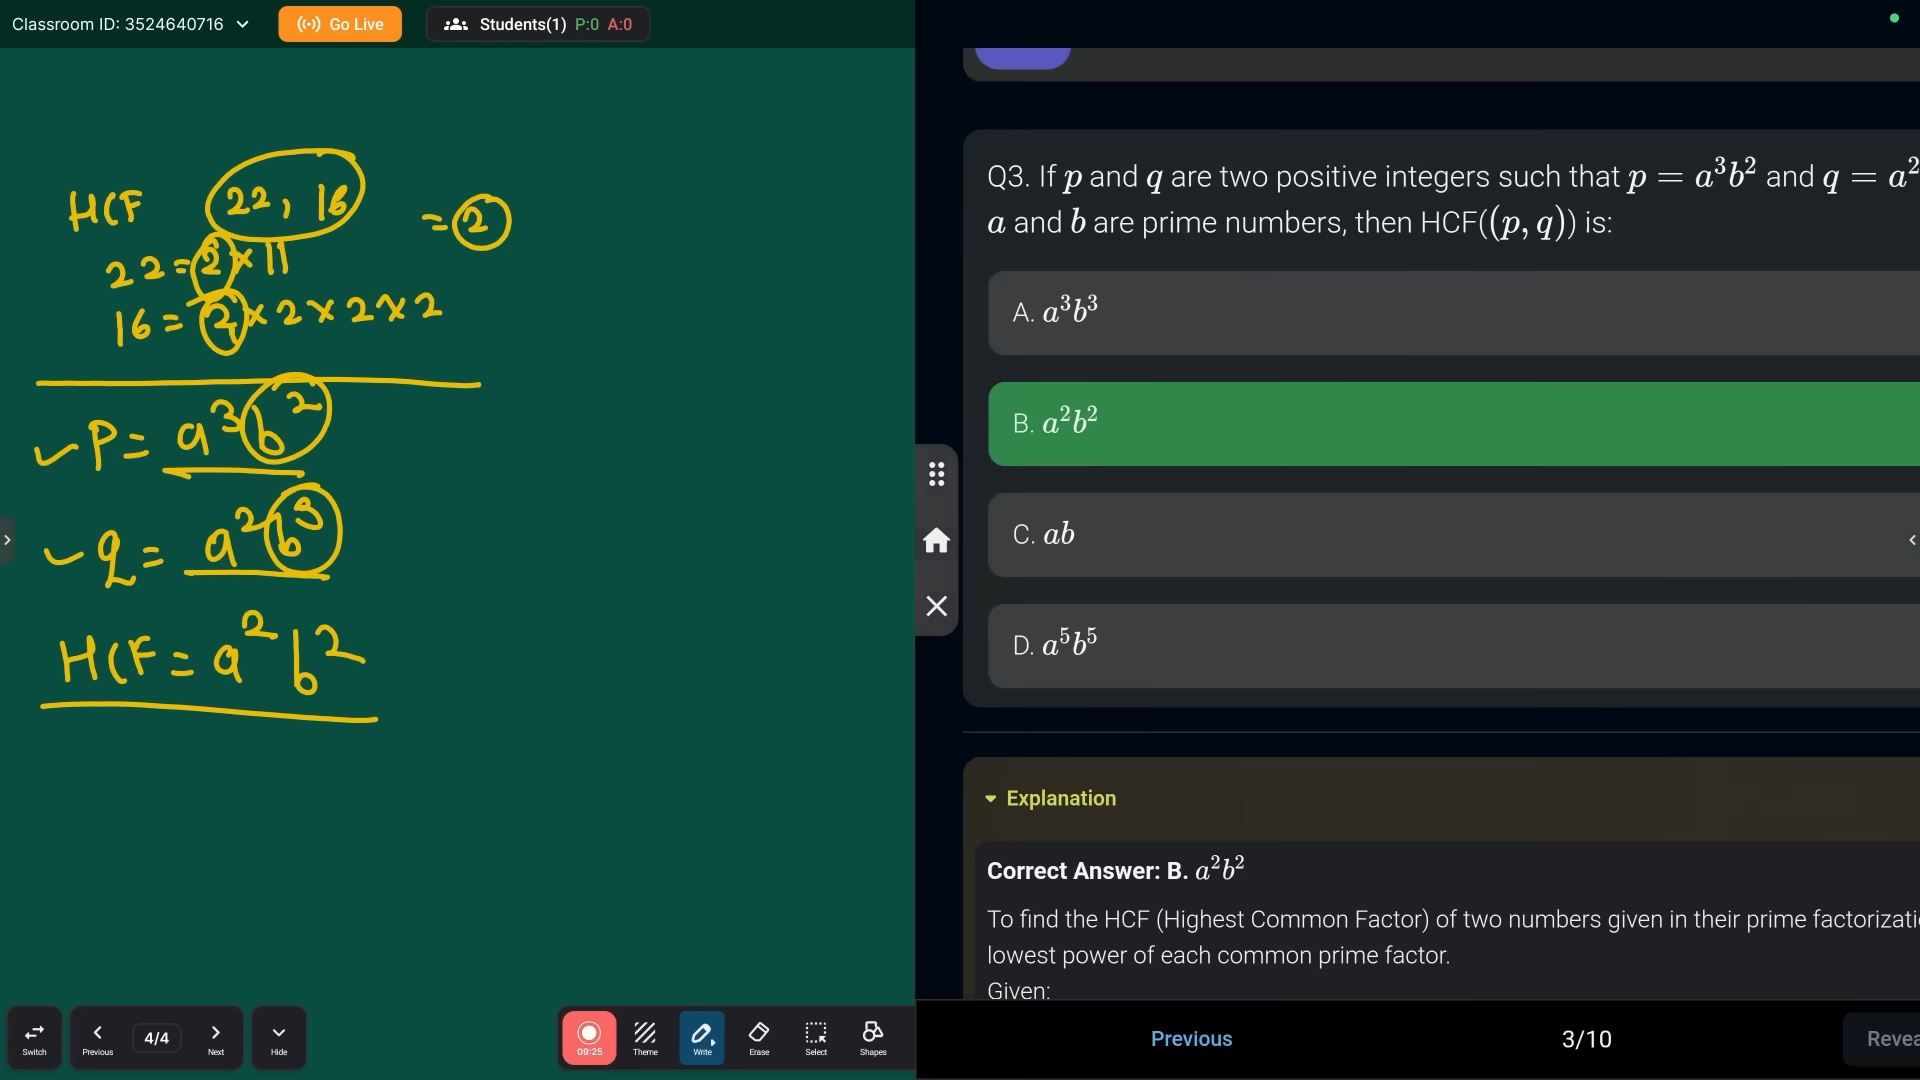 Classroom ID: 3524640716
Go Live
Students(1) P:0 A:0
HCF 22, 16 = 2
22 = 2 × 11
16 = 2 × 2 × 2 × 2
P = a³b²
q = a²b³
HCF = a² b²
Switch
Previous
4/4
Next
Hide
09:25
Theme
Write
Erase
Select
Shapes
Q3. If p and q are two positive integers such that p = a³b² and q = a²
a and b are prime numbers, then HCF((p, q)) is:
A. a³b³
B. a²b²
C. ab
D. a⁵b⁵
Explanation
Correct Answer: B. a²b²
To find the HCF (Highest Common Factor) of two numbers given in their prime factorizati
lowest power of each common prime factor.
Given:
Previous
3/10
Revea